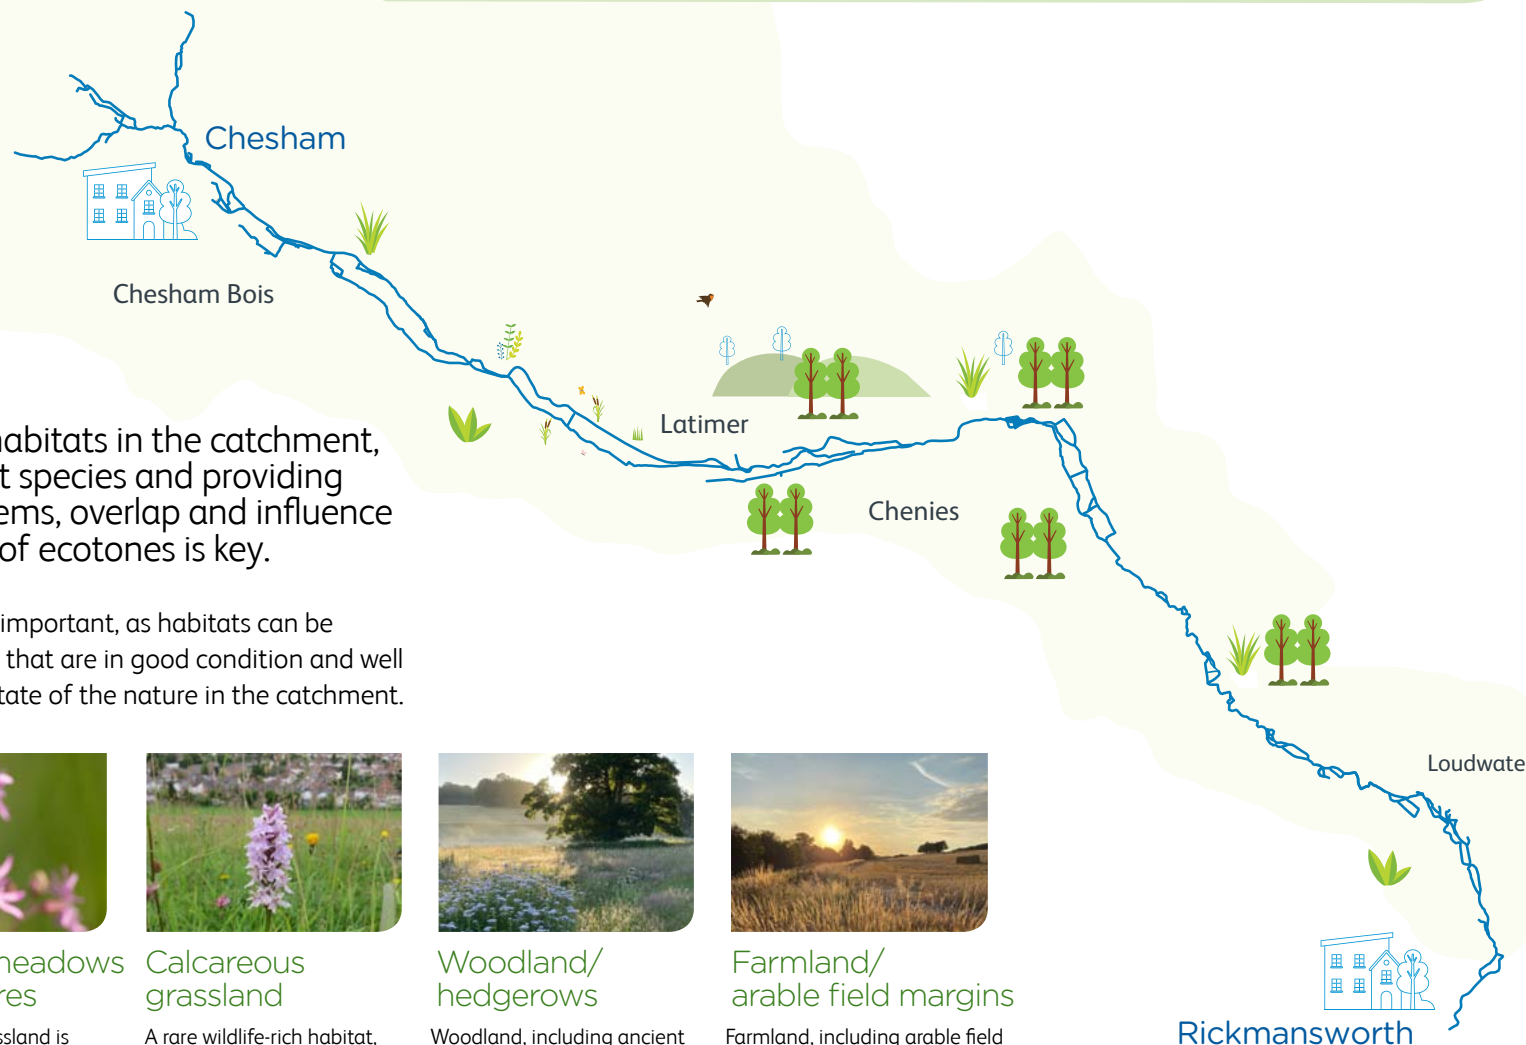 Chesham
Chesham Bois
Latimer
Chenies
Loudwate
Rickmansworth
habitats in the catchment,
t species and providing
ems, overlap and influence
of ecotones is key.
important, as habitats can be
that are in good condition and well
tate of the nature in the catchment.
neadows
res
ssland is
Calcareous
grassland
A rare wildlife-rich habitat,
Woodland/
hedgerows
Woodland, including ancient
Farmland/
arable field margins
Farmland, including arable field